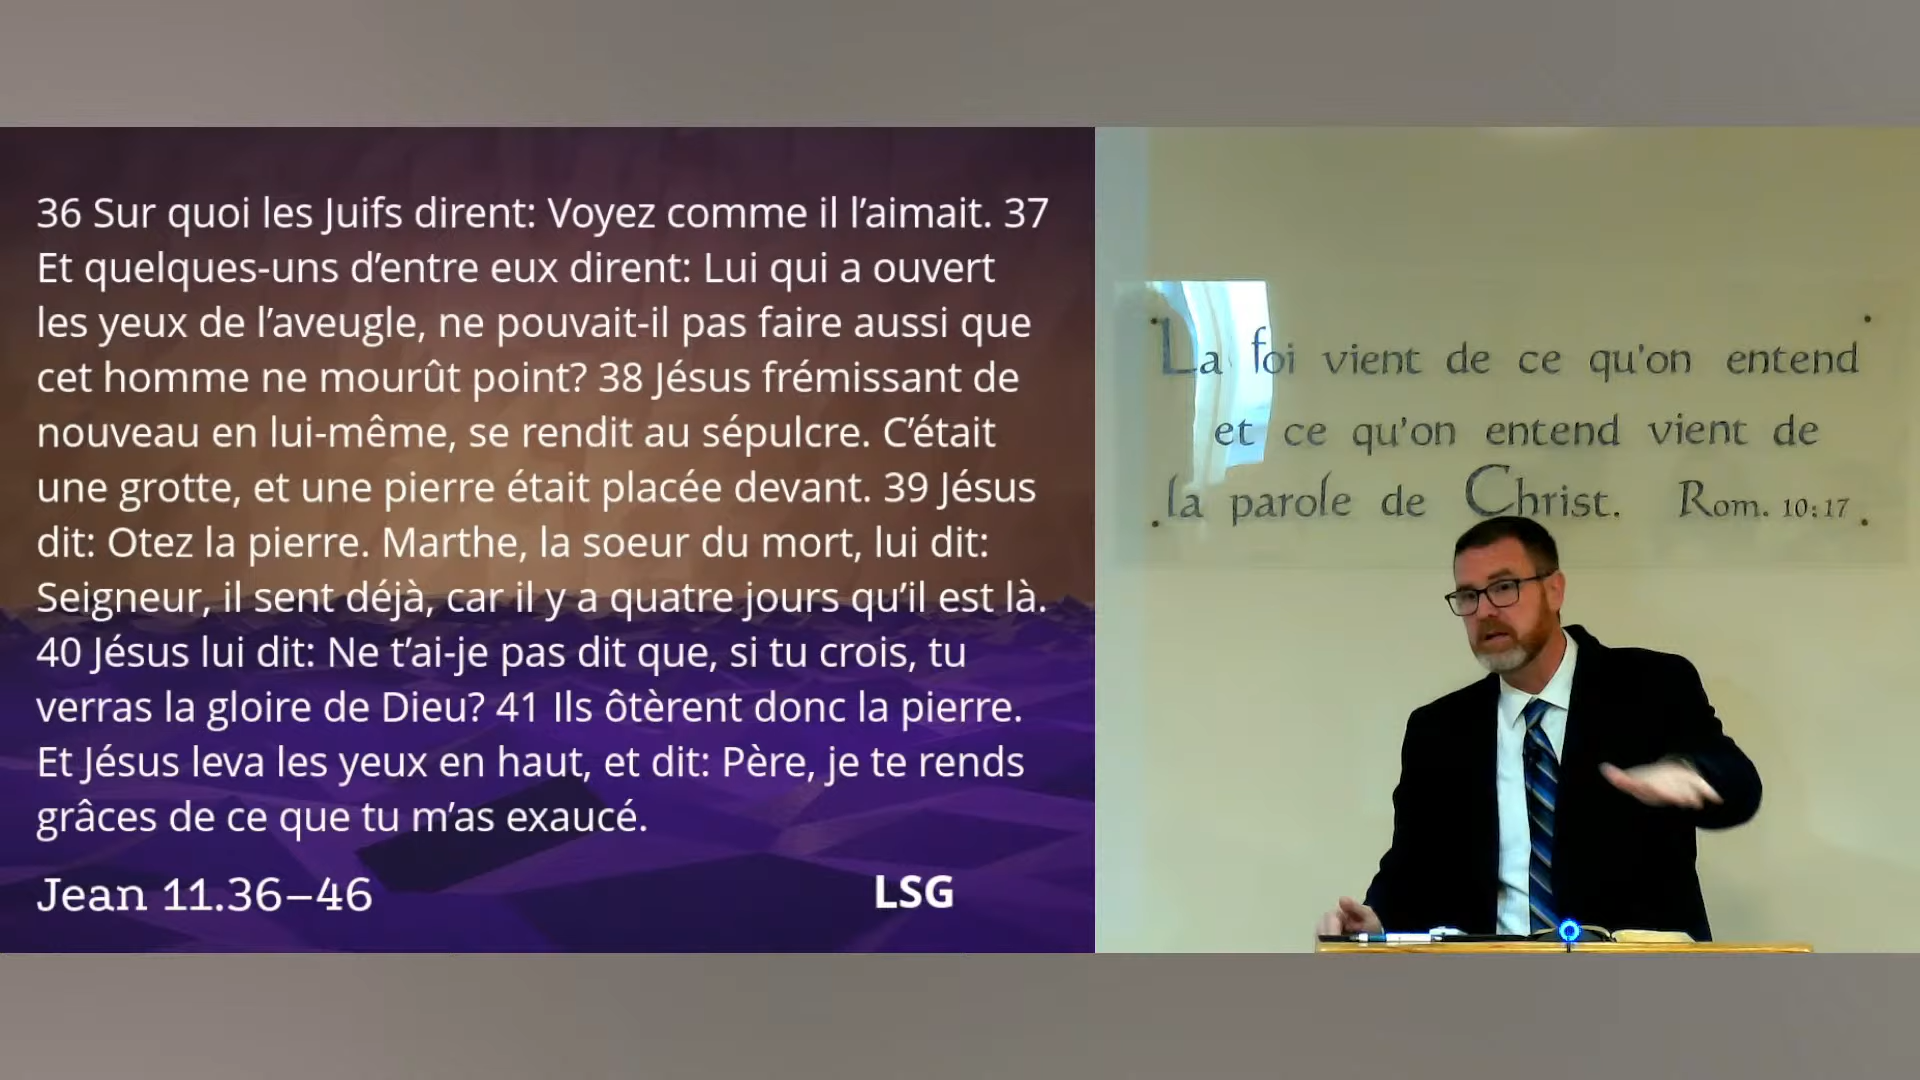 36 Sur quoi les Juifs dirent: Voyez comme il l’aimait. 37
Et quelques-uns d’entre eux dirent: Lui qui a ouvert
les yeux de l’aveugle, ne pouvait-il pas faire aussi que
cet homme ne mourût point? 38 Jésus frémissant de
nouveau en lui-même, se rendit au sépulcre. C’était
une grotte, et une pierre était placée devant. 39 Jésus
dit: Otez la pierre. Marthe, la soeur du mort, lui dit:
Seigneur, il sent déjà, car il y a quatre jours qu’il est là.
40 Jésus lui dit: Ne t’ai-je pas dit que, si tu crois, tu
verras la gloire de Dieu? 41 Ils ôtèrent donc la pierre.
Et Jésus leva les yeux en haut, et dit: Père, je te rends
grâces de ce que tu m’as exaucé.
Jean 11.36–46 LSG
La foi vient de ce qu'on entend
et ce qu'on entend vient de
la parole de Christ. Rom. 10:17